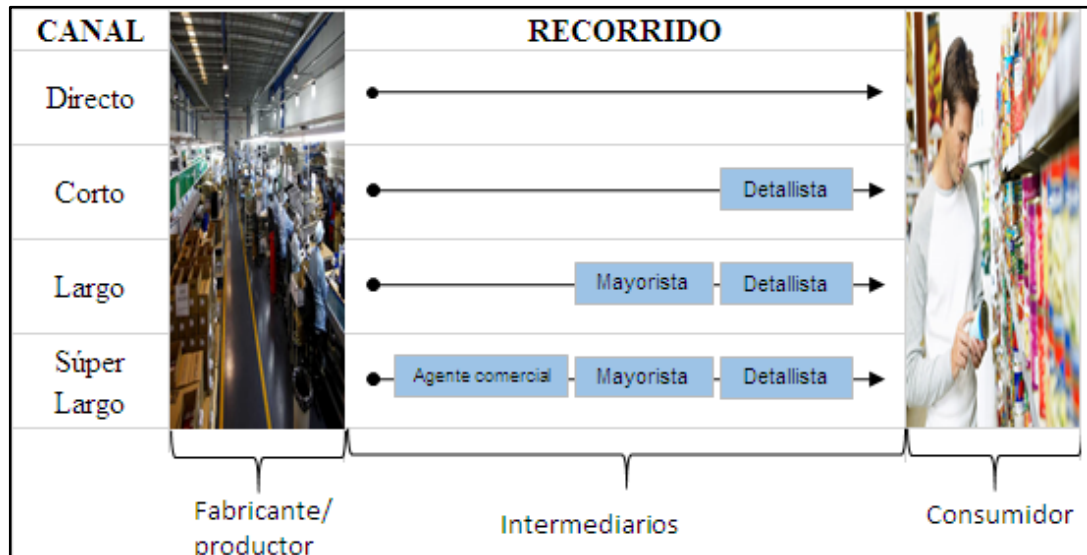 CANAL
RECORRIDO
Directo
Corto
Detallista
Largo
Mayorista
Detallista
Súper
Largo
Agente comercial
Mayorista
Detallista
Fabricante/
productor
Intermediarios
Consumidor